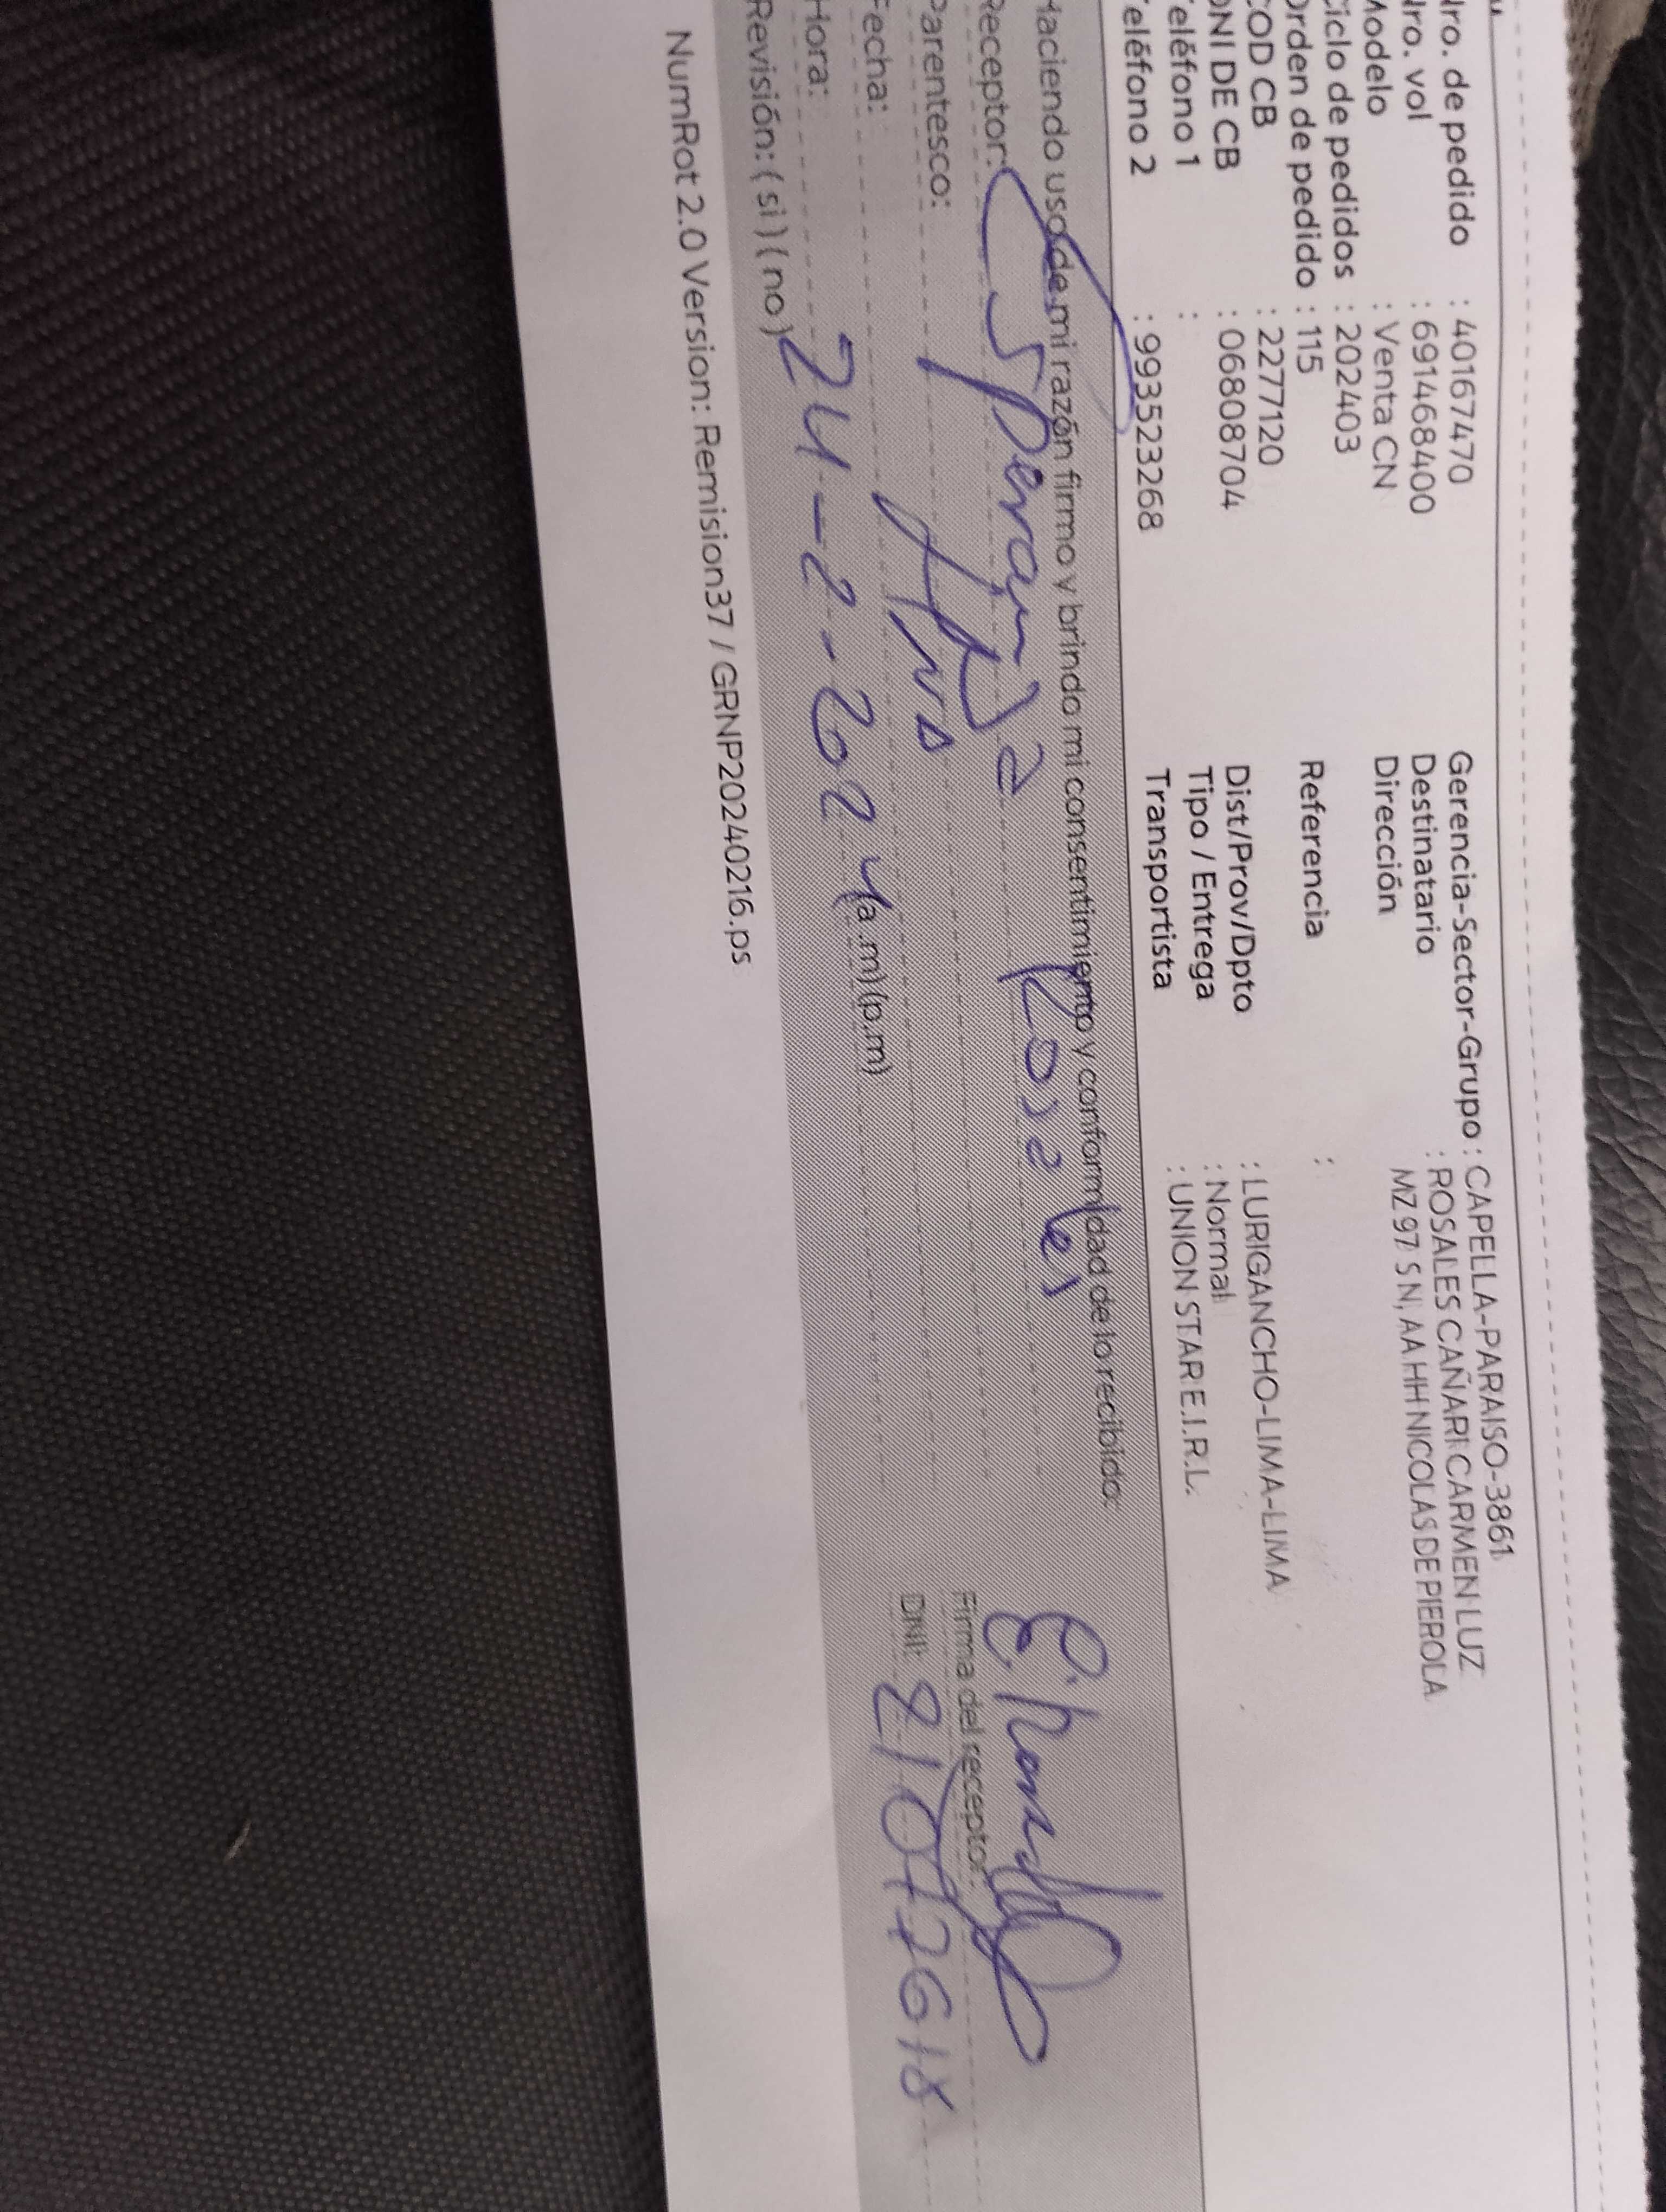 Nro. de pedido : 40167470 Gerencia-Sector-Grupo : CAPELLA-PARAISO-3861
Nro. vol : 691468400 Destinatario : ROSALES CAÑARI CARMEN LUZ
Modelo : Venta CN Dirección MZ 97 S N, AA HH NICOLAS DE PIEROLA
Ciclo de pedidos : 202403
Orden de pedido : 115 Referencia :
COD CB : 2277120
DNI DE CB : 06808704 Dist/Prov/Dpto : LURIGANCHO-LIMA-LIMA
Teléfono 1 : Tipo / Entrega : Normal
Teléfono 2 : 993523268 Transportista : UNION STAR E.I.R.L.
Haciendo uso de mi razón firmo y brindo mi consentimiento y conformidad de lo recibido:
Receptor: Esperanza Rosales
Parentesco:
Firma del receptor:
Fecha: DNI: 81077618
Hora: 24-2-2024 (a.m)(p.m)
Revisión: ( si ) ( no )
NumRot 2.0 Version: Remision37 / GRNP20240216.ps